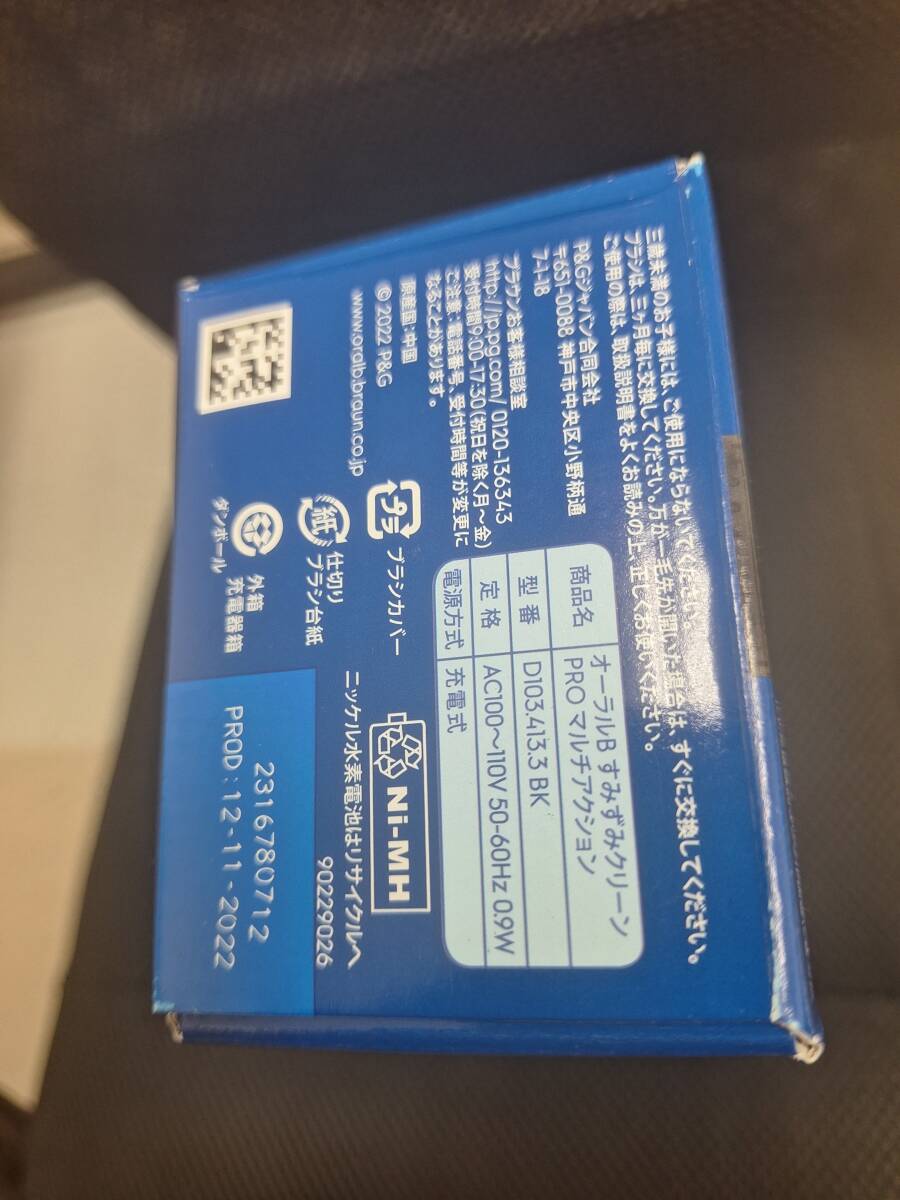 三歳未満のお子様には、ご使用にならないでください。
ブラシは、三ヶ月毎に交換してください。万が一毛先が開いた場合は、すぐに交換してください。
ご使用の際は、取扱説明書をよくお読みの上、正しくお使いください。
P&Gジャパン合同会社
〒651-0088 神戸市中央区小野柄通
7-1-18
ブラウンお客様相談室
http://jp.pg.com/ 0120-136343
受付時間9:00-17:30(祝日を除く月~金)
ご注意:電話番号、受付時間等が変更に
なることがあります。
原産国:中国
© 2022 P&G
www.oralb.braun.co.jp
商品名 オーラルB すみずみクリーン
PRO マルチアクション
型番 D103.413.3 BK
定格 AC100〜110V 50-60Hz 0.9W
電源方式 充電式
プラ
ブラシカバー
紙
仕切り
ブラシ台紙
ダンボール
外箱
充電器箱
Ni-MH
ニッケル水素電池はリサイクルへ
90229026
2316780712
PROD : 12-11-2022